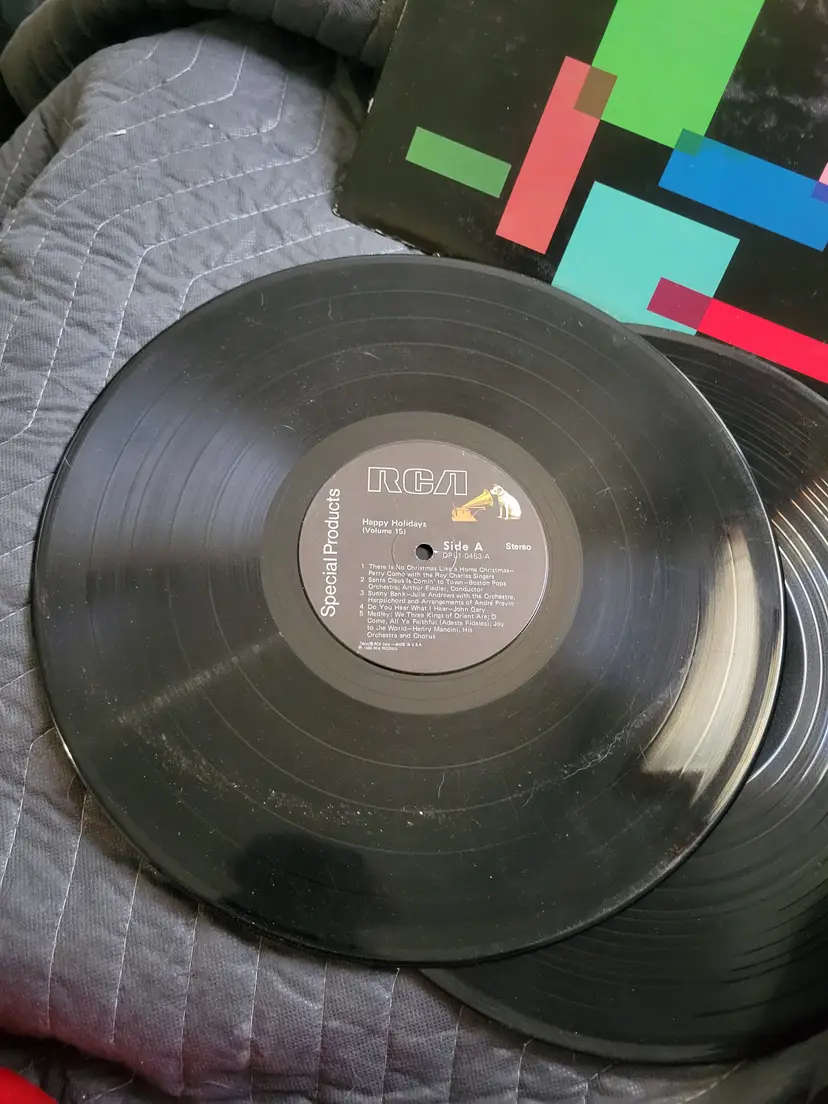 RCA
Special Products
Happy Holidays
(Volume 15)
Side A
Stereo
DPL1-0453-A
1 There Is No Christmas Like a Home Christmas—
Perry Como with the Ray Charles Singers
2 Santa Claus Is Comin' to Town—Boston Pops
Orchestra; Arthur Fiedler, Conductor
3 Sunny Bank—Julie Andrews with the Orchestra,
Harpsichord and Arrangements of André Previn
4 Do You Hear What I Hear—John Gary
5 Medley: We Three Kings of Orient Are; O
Come, All Ye Faithful (Adeste Fideles); Joy
to the World—Henry Mancini, His
Orchestra and Chorus
MADE IN U.S.A.
RCA RECORDS